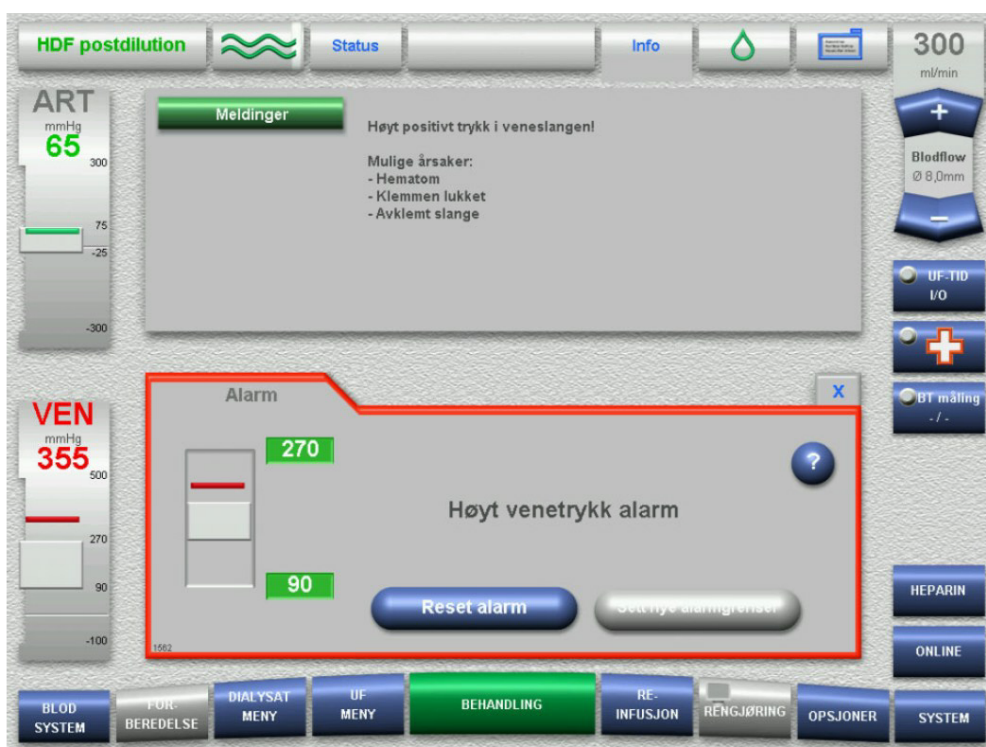 HDF postdilution
Status
Info
300
ml/min
ART
mmHg
65
300
75
-25
-300
Meldinger
Høyt positivt trykk i veneslangen!
Mulige årsaker:
- Hematom
- Klemmen lukket
- Avklemt slange
+
Blodflow
Ø 8,0mm
–
UF-TID
I/O
BT måling
- / -
VEN
mmHg
355
500
270
90
-100
Alarm
X
270
?
Høyt venetrykk alarm
90
Reset alarm
Sett nye alarmgrenser
1562
HEPARIN
ONLINE
BLOD
SYSTEM
FOR-
BEREDELSE
DIALYSAT
MENY
UF
MENY
BEHANDLING
RE-
INFUSJON
RENGJØRING
OPSJONER
SYSTEM